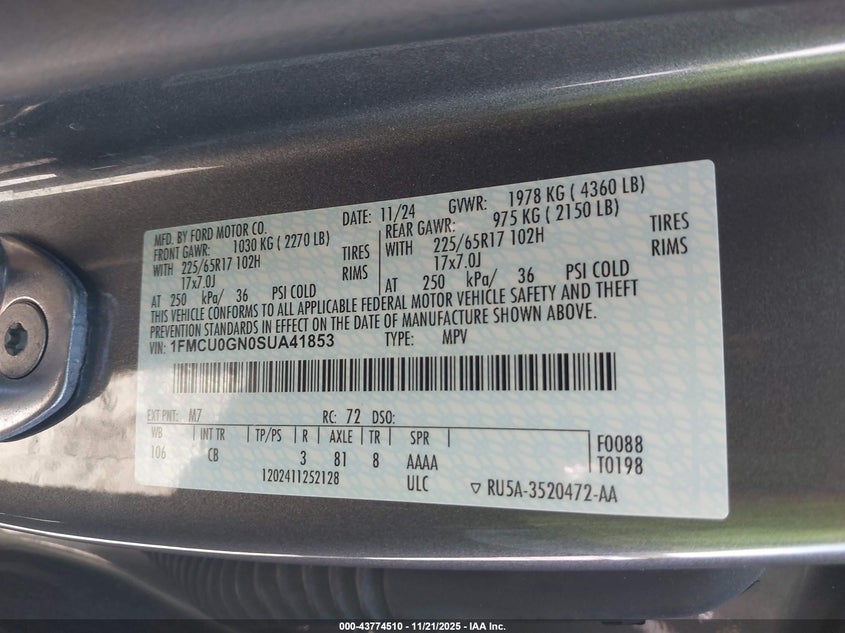 MFD. BY FORD MOTOR CO. DATE: 11/24 GVWR: 1978 KG ( 4360 LB)
FRONT GAWR: 1030 KG ( 2270 LB) REAR GAWR: 975 KG ( 2150 LB)
WITH 225/65R17 102H TIRES WITH 225/65R17 102H TIRES
17x7.0J RIMS 17x7.0J RIMS
AT 250 kPa/ 36 PSI COLD AT 250 kPa/ 36 PSI COLD
THIS VEHICLE CONFORMS TO ALL APPLICABLE FEDERAL MOTOR VEHICLE SAFETY AND THEFT
PREVENTION STANDARDS IN EFFECT ON THE DATE OF MANUFACTURE SHOWN ABOVE.
VIN: 1FMCU0GN0SUA41853 TYPE: MPV
EXT PNT: M7 RC: 72 DSO:
WB INT TR TP/PS R AXLE TR SPR F0088
106 CB 3 81 8 AAAA T0198
1202411252128 ULC ▽ RU5A-3520472-AA
000-43774510 - 11/21/2025 - IAA Inc.